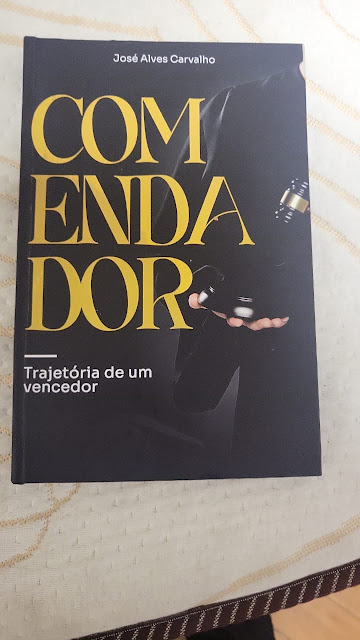 José Alves Carvalho
COM
ENDA
DOR
Trajetória de um
vencedor